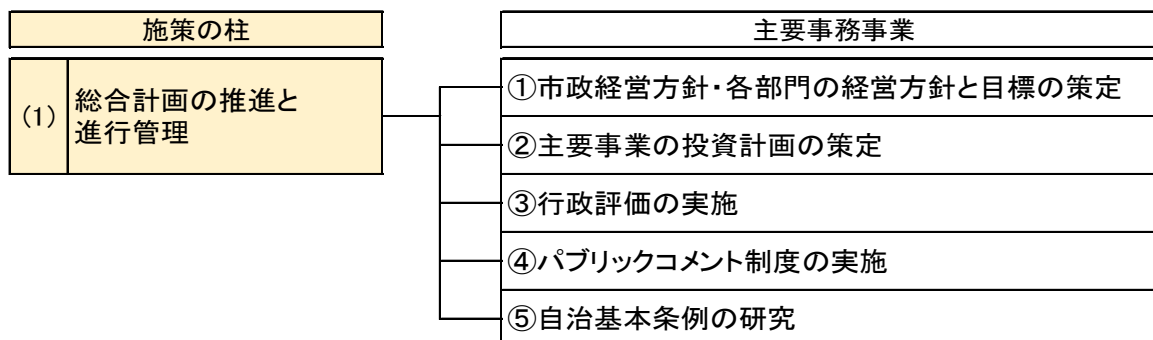 施策の柱
主要事務事業
(1)
総合計画の推進と
進行管理
①市政経営方針・各部門の経営方針と目標の策定
②主要事業の投資計画の策定
③行政評価の実施
④パブリックコメント制度の実施
⑤自治基本条例の研究